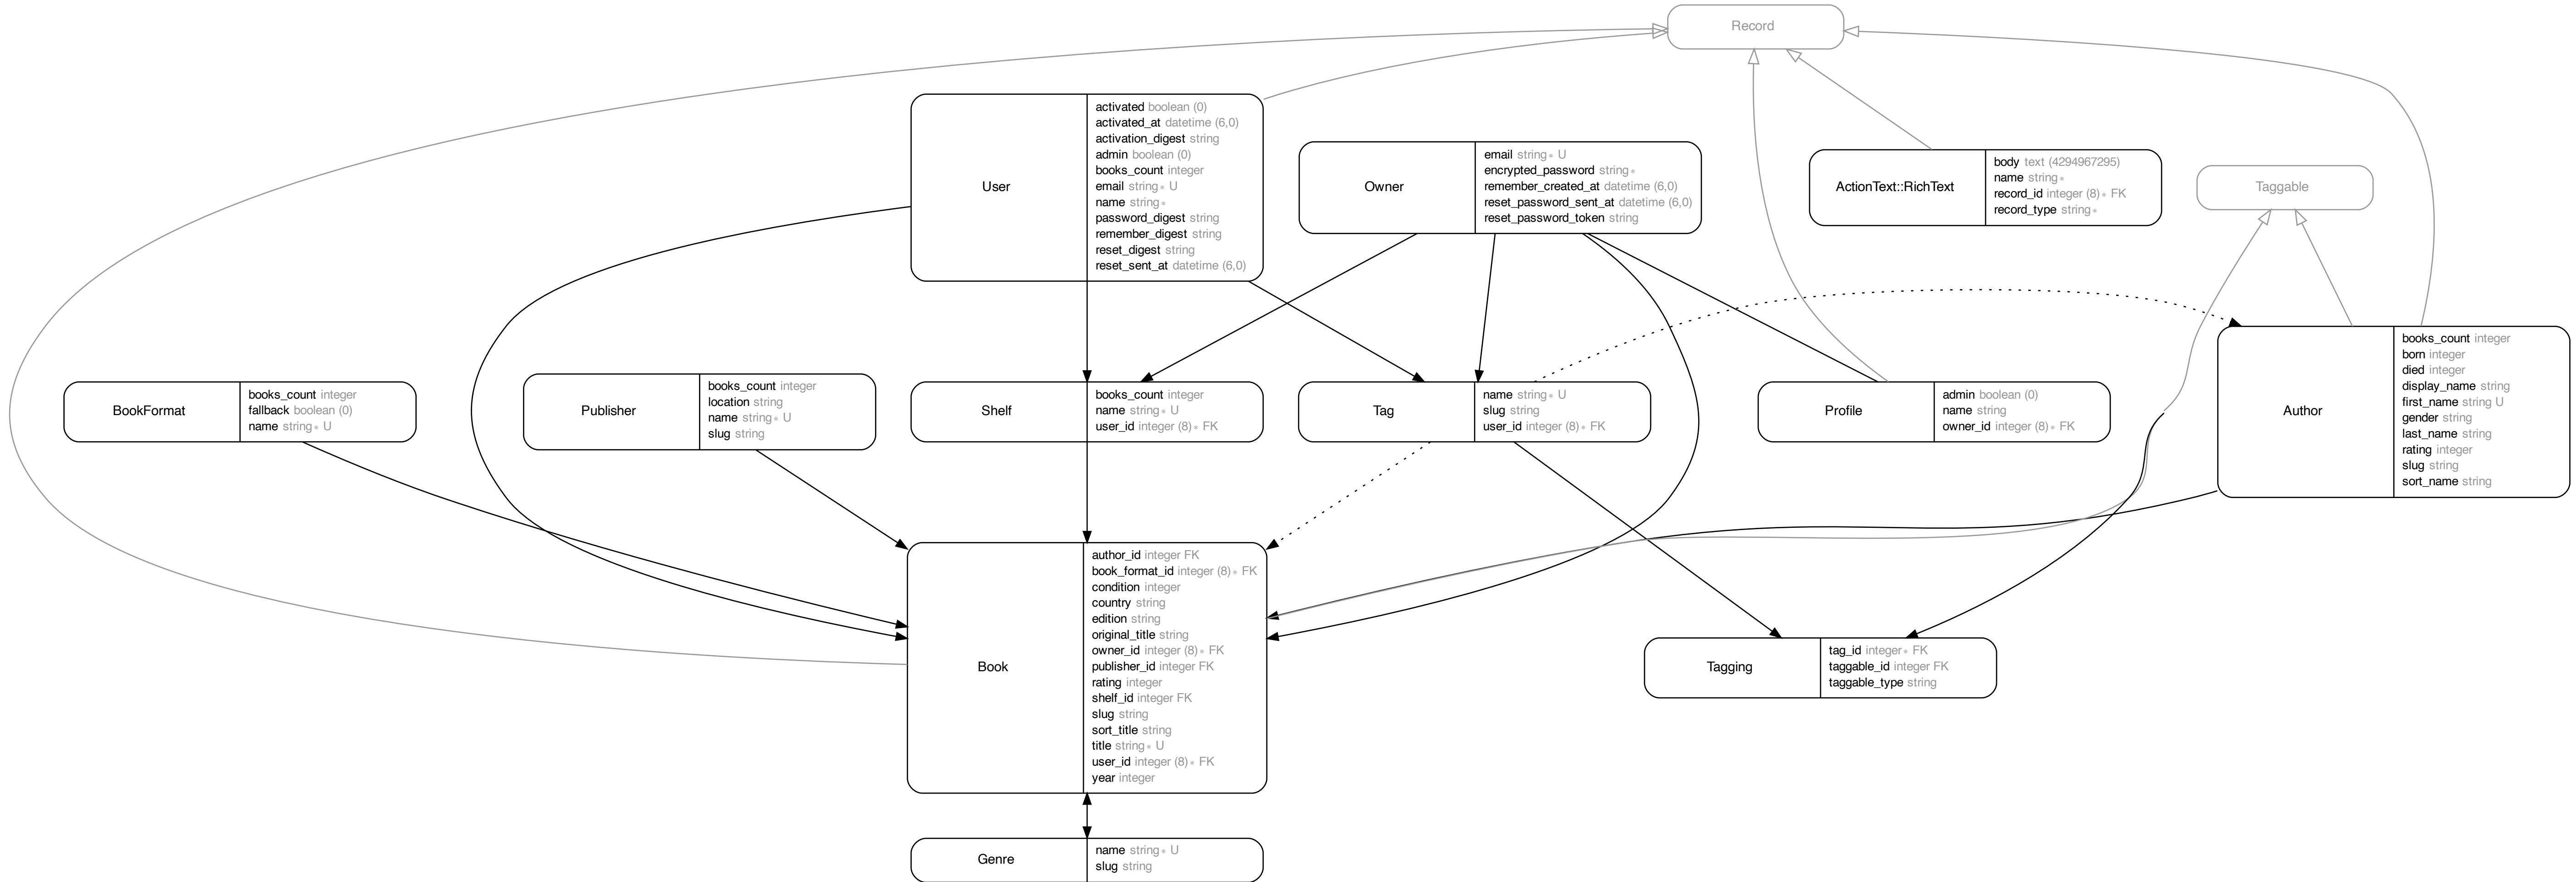 Record
User
activated boolean (0)
activated_at datetime (6,0)
activation_digest string
admin boolean (0)
books_count integer
email string∗ U
name string∗
password_digest string
remember_digest string
reset_digest string
reset_sent_at datetime (6,0)
Owner
email string∗ U
encrypted_password string∗
remember_created_at datetime (6,0)
reset_password_sent_at datetime (6,0)
reset_password_token string
ActionText::RichText
body text (4294967295)
name string∗
record_id integer (8)∗ FK
record_type string∗
Taggable
BookFormat
books_count integer
fallback boolean (0)
name string∗ U
Publisher
books_count integer
location string
name string∗ U
slug string
Shelf
books_count integer
name string∗ U
user_id integer (8)∗ FK
Tag
name string∗ U
slug string
user_id integer (8)∗ FK
Profile
admin boolean (0)
name string
owner_id integer (8)∗ FK
Author
books_count integer
born integer
died integer
display_name string
first_name string U
gender string
last_name string
rating integer
slug string
sort_name string
Book
author_id integer FK
book_format_id integer (8)∗ FK
condition integer
country string
edition string
original_title string
owner_id integer (8)∗ FK
publisher_id integer FK
rating integer
shelf_id integer FK
slug string
sort_title string
title string∗ U
user_id integer (8)∗ FK
year integer
Tagging
tag_id integer∗ FK
taggable_id integer FK
taggable_type string
Genre
name string∗ U
slug string